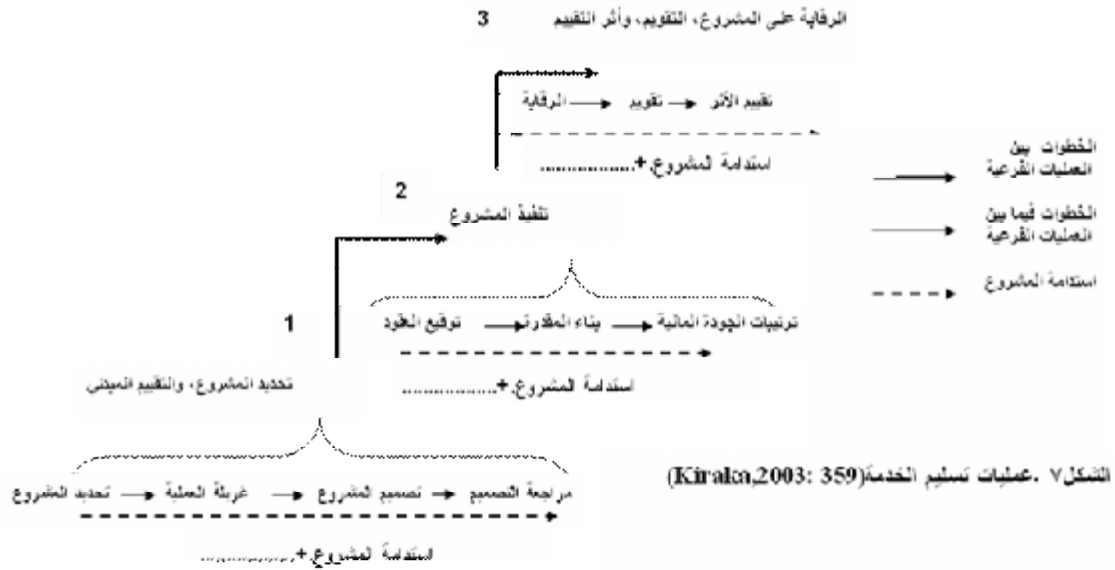 3 الرقابة على المشروع، التقويم، وأثر التقييم
الرقابة تقويم تقييم الأثر
استدامة المشروع+....................
2
تنفيذ المشروع
الخطوات بين
العمليات الفرعية
الخطوات فيما بين
العمليات الفرعية
استدامة المشروع
1
توقيع العقود بناء المقدرة ترتيبات الجودة المالية
استدامة المشروع+....................
تحديد المشروع، والتقييم المبدئي
تحديد المشروع غربلة العملية تصميم المشروع مراجعة التصميم
استدامة المشروع+....................
الشكل٧ .عمليات تسليم الخدمة(Kiraka,2003: 359)